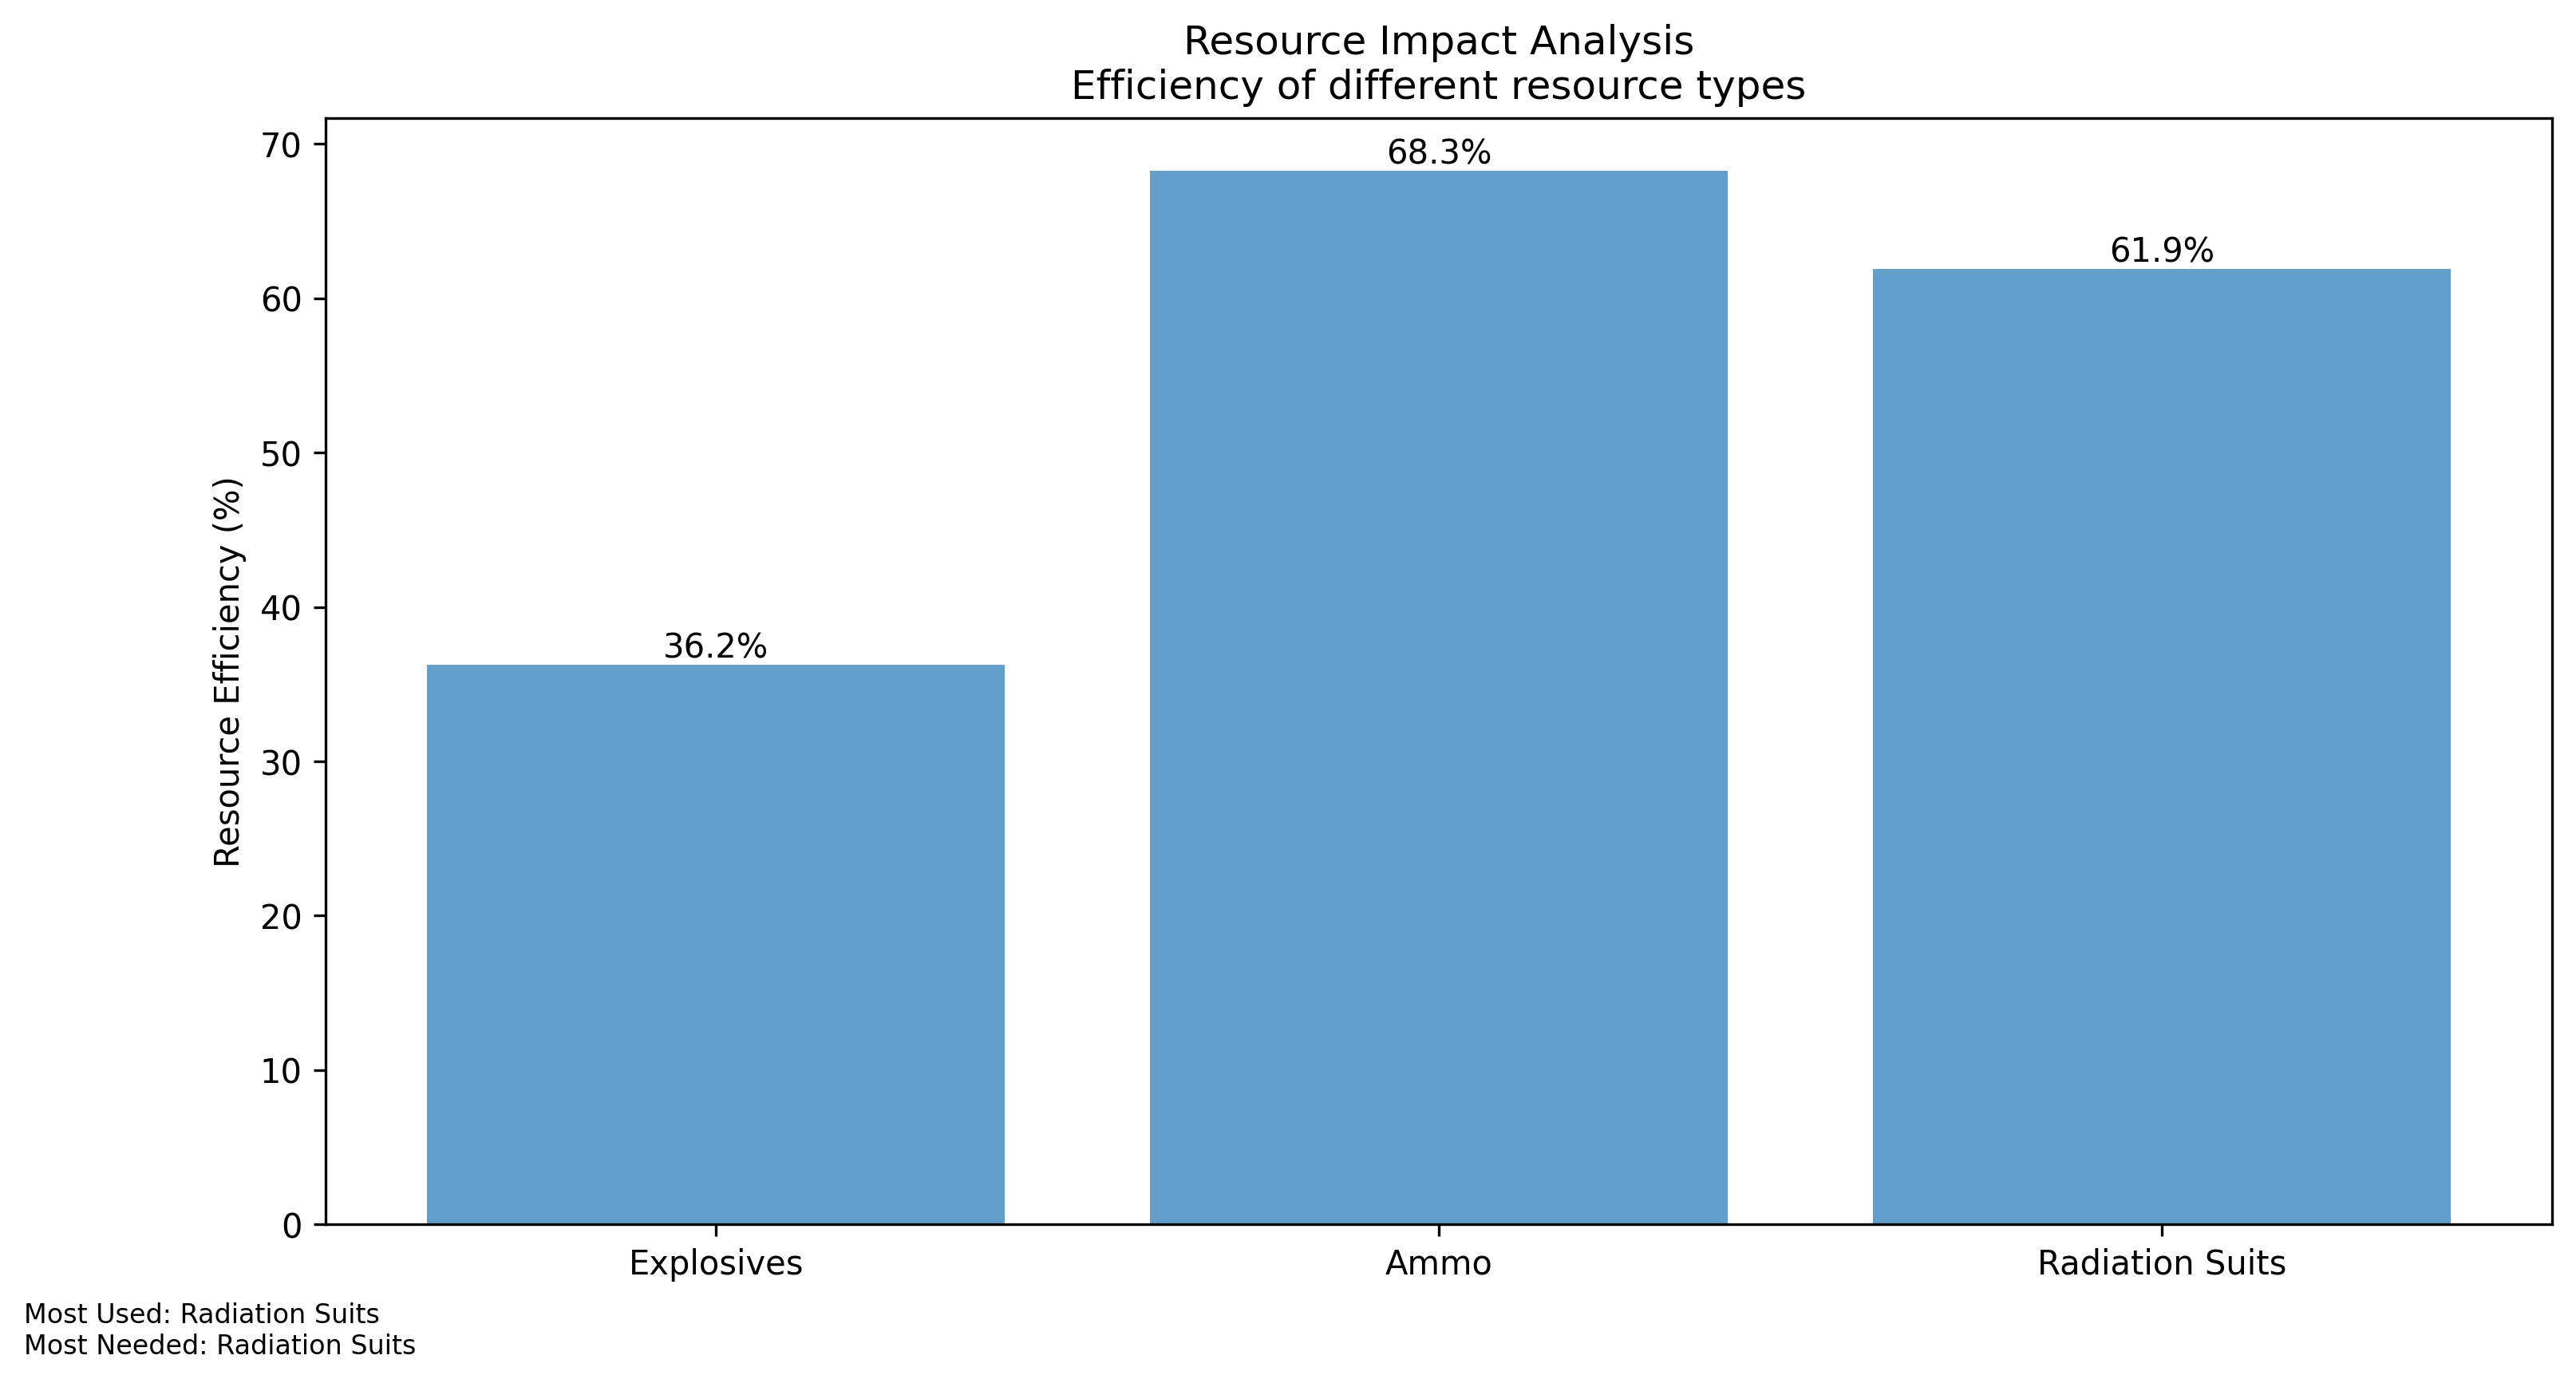 Resource Impact Analysis
Efficiency of different resource types
Resource Efficiency (%)
70
60
50
40
30
20
10
0
36.2%
68.3%
61.9%
Explosives
Ammo
Radiation Suits
Most Used: Radiation Suits
Most Needed: Radiation Suits